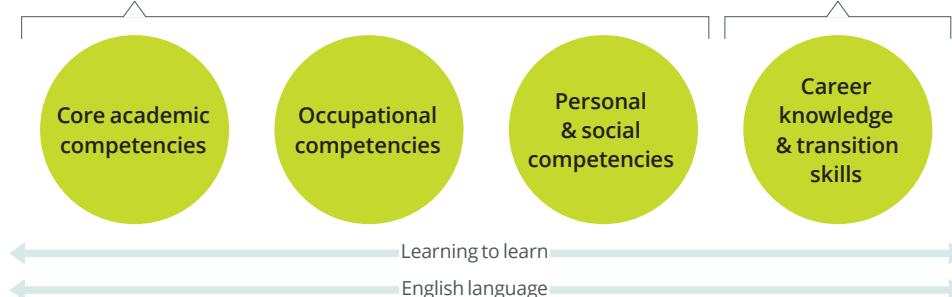 Core academic
competencies
Occupational
competencies
Personal
& social
competencies
Career
knowledge
& transition
skills
Learning to learn
English language